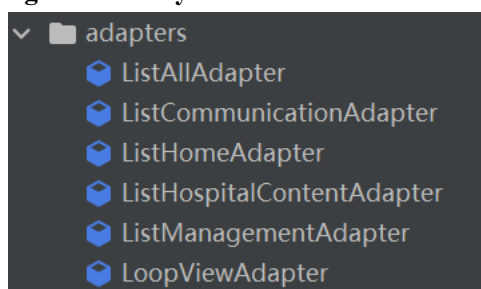 adapters
ListAllAdapter
ListCommunicationAdapter
ListHomeAdapter
ListHospitalContentAdapter
ListManagementAdapter
LoopViewAdapter